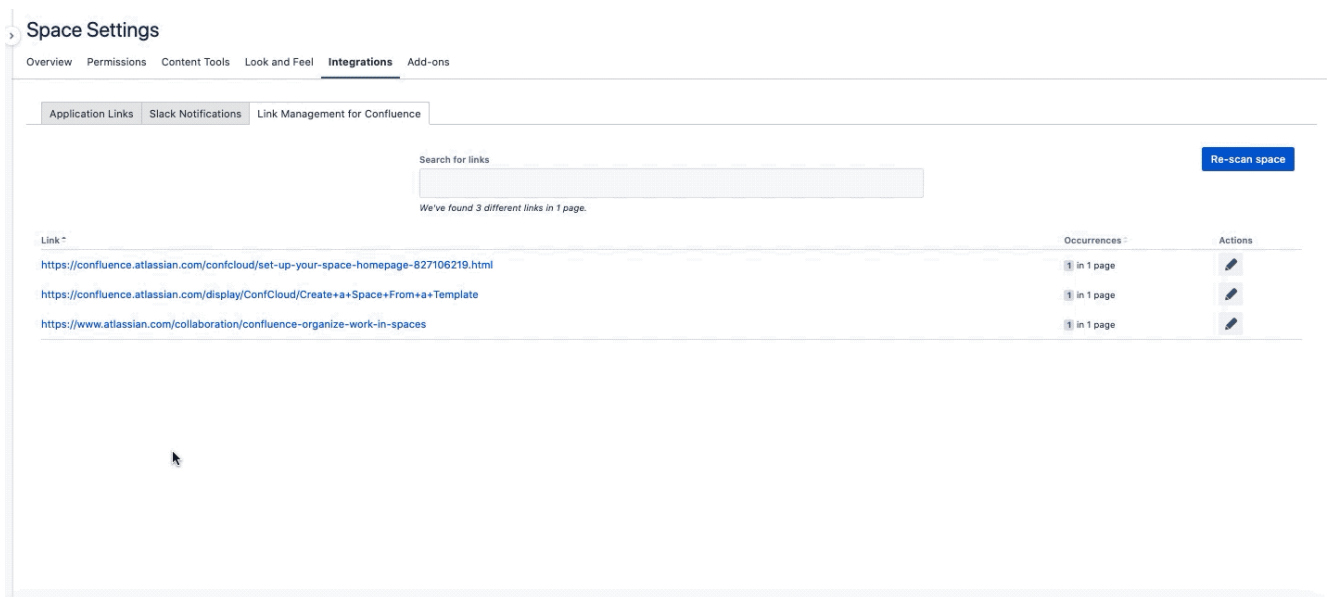 Space Settings
Overview Permissions Content Tools Look and Feel Integrations Add-ons
Application Links Slack Notifications Link Management for Confluence
Search for links
Re-scan space
We've found 3 different links in 1 page.
Link Occurrences Actions
https://confluence.atlassian.com/confcloud/set-up-your-space-homepage-827106219.html 1 in 1 page
https://confluence.atlassian.com/display/ConfCloud/Create+a+Space+From+a+Template 1 in 1 page
https://www.atlassian.com/collaboration/confluence-organize-work-in-spaces 1 in 1 page